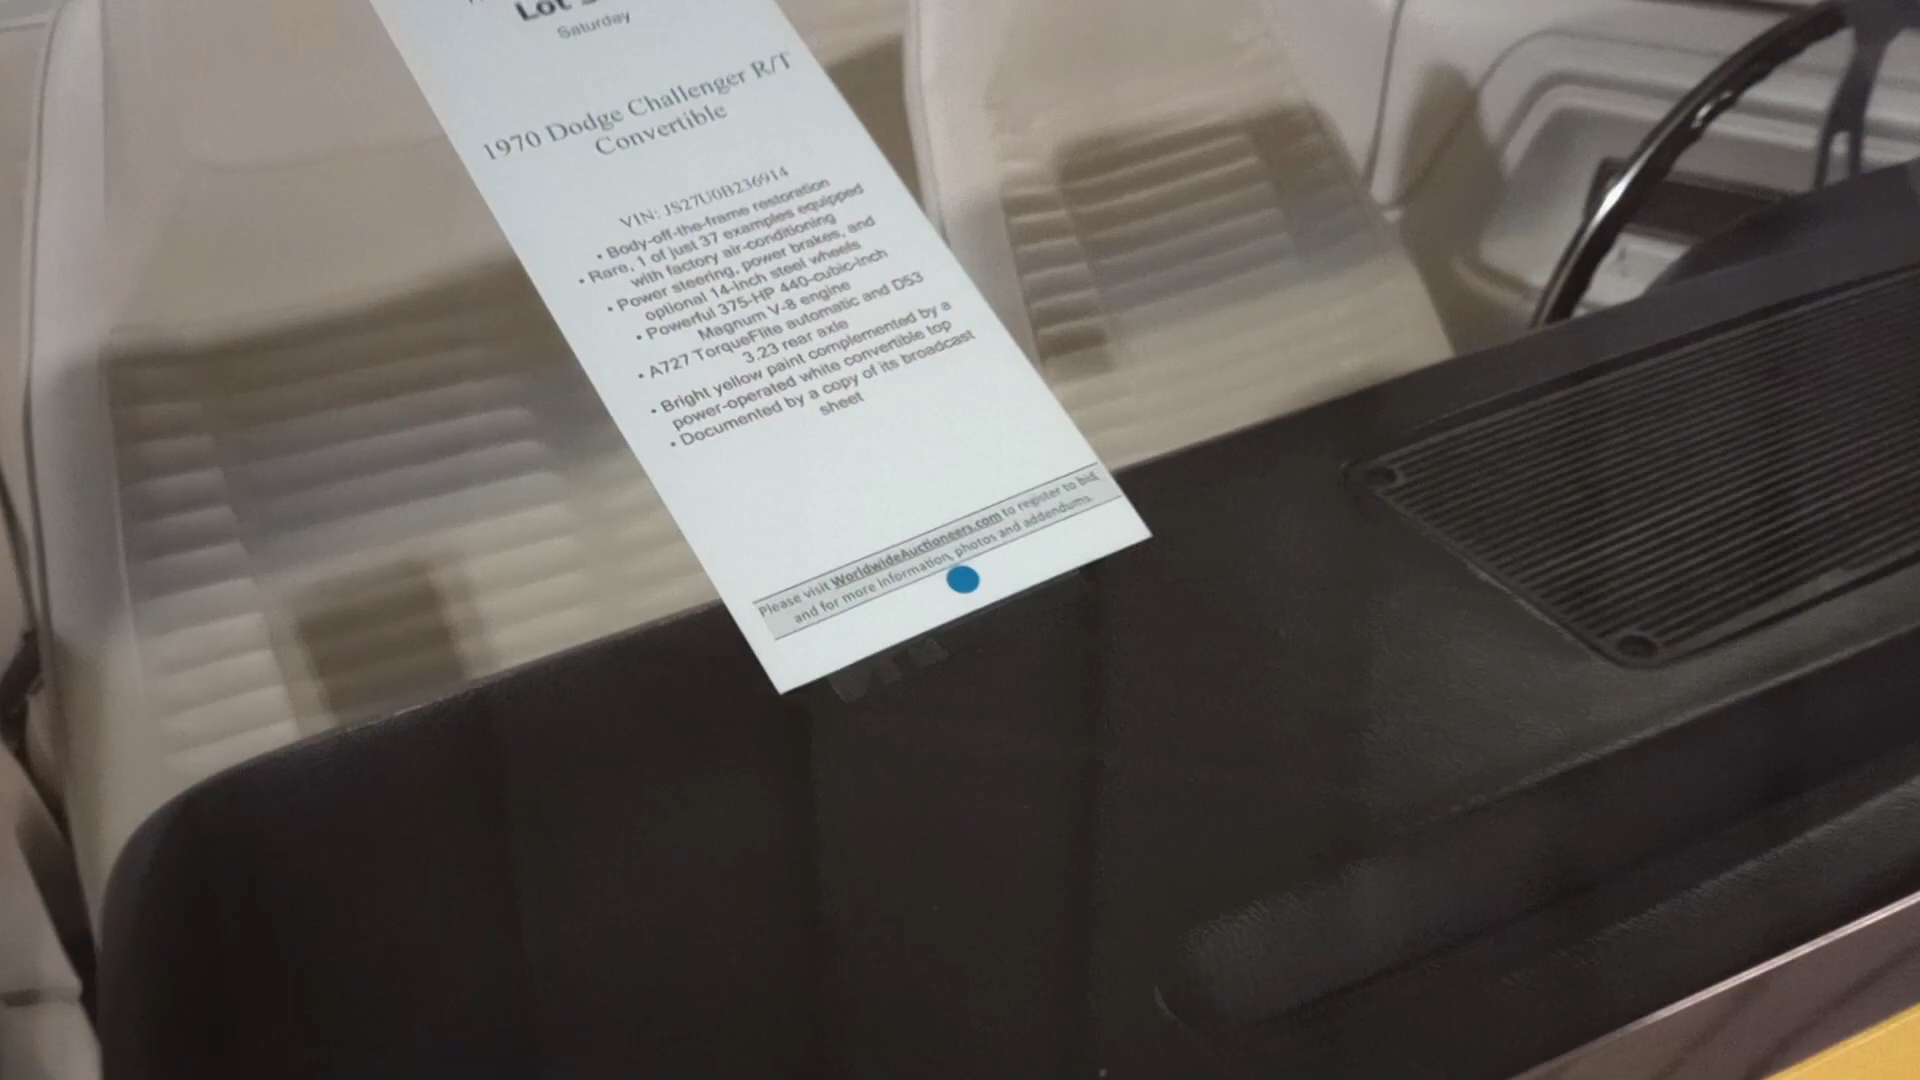 Lot
Saturday
1970 Dodge Challenger R/T
Convertible
VIN: JS27U0B236914
• Body-off-the-frame restoration
• Rare, 1 of just 37 examples equipped
with factory air-conditioning
• Power steering, power brakes, and
optional 14-inch steel wheels
• Powerful 375-HP 440-cubic-inch
Magnum V-8 engine
• A727 TorqueFlite automatic and D53
3.23 rear axle
• Bright yellow paint complemented by a
power-operated white convertible top
• Documented by a copy of its broadcast
sheet
Please visit WorldwideAuctioneers.com to register to bid,
and for more information, photos and addendums.